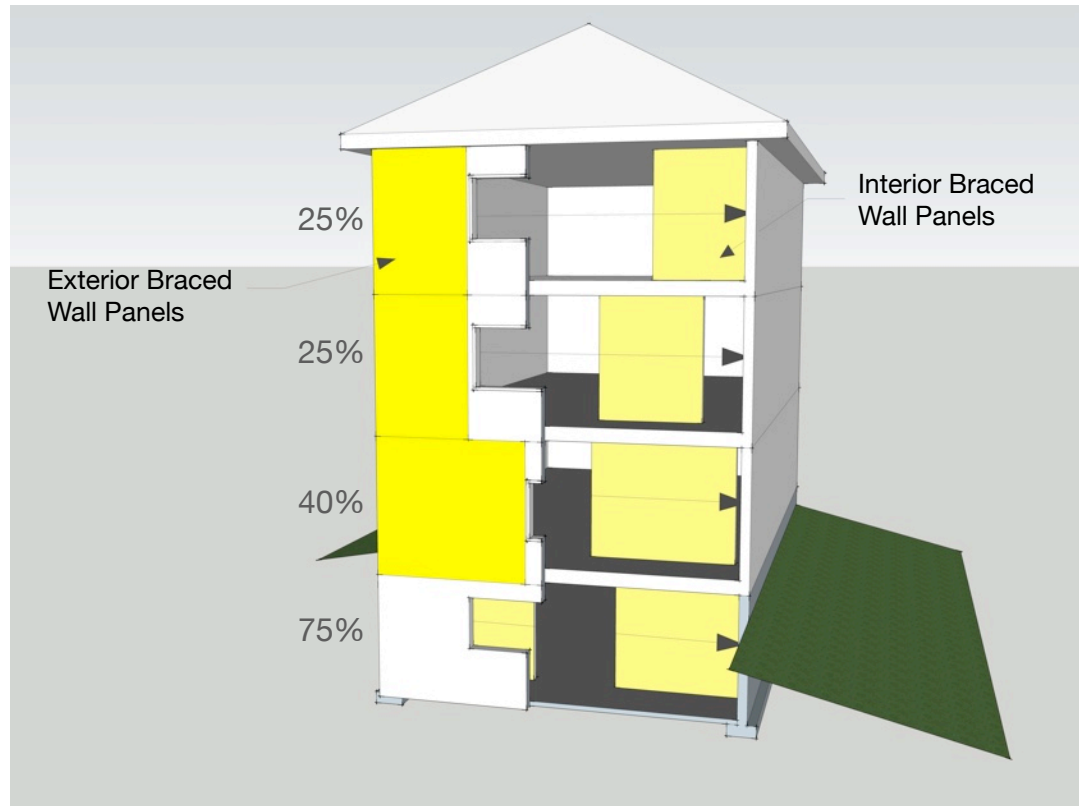 25%
Interior Braced
Wall Panels
Exterior Braced
Wall Panels
25%
40%
75%